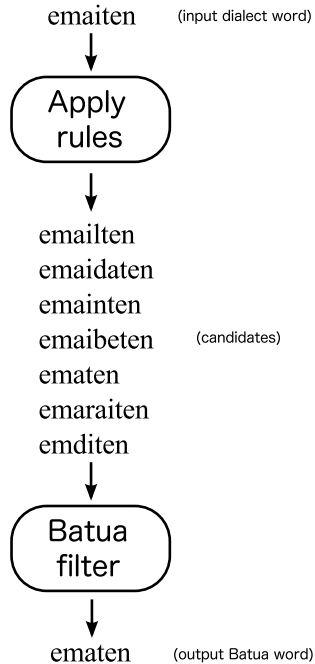 emaiten (input dialect word)
Apply
rules
emailten
emaidaten
emainten
emaibeten (candidates)
ematen
emaraiten
emditen
Batua
filter
ematen (output Batua word)